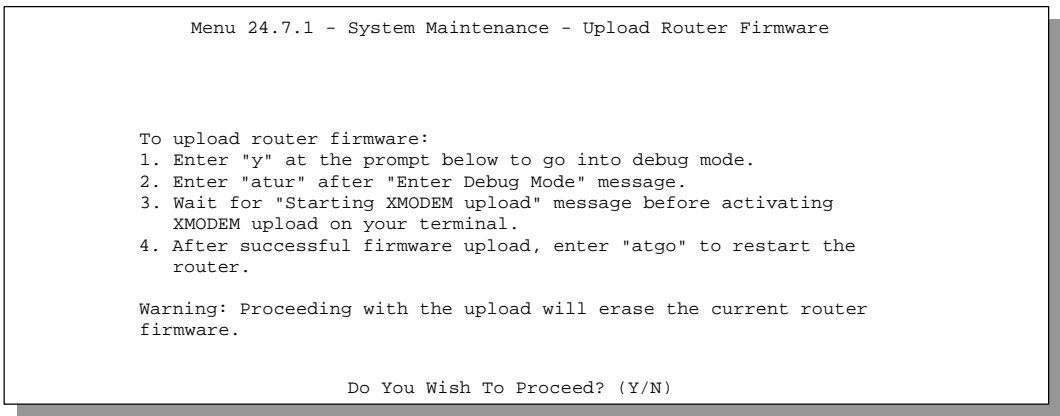 Menu 24.7.1 - System Maintenance - Upload Router Firmware
To upload router firmware:
1. Enter "y" at the prompt below to go into debug mode.
2. Enter "atur" after "Enter Debug Mode" message.
3. Wait for "Starting XMODEM upload" message before activating
XMODEM upload on your terminal.
4. After successful firmware upload, enter "atgo" to restart the
router.
Warning: Proceeding with the upload will erase the current router
firmware.
Do You Wish To Proceed? (Y/N)